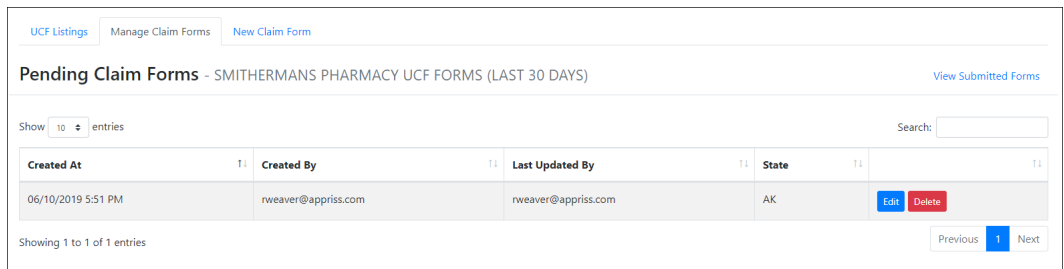 UCF Listings Manage Claim Forms New Claim Form
Pending Claim Forms - SMITHERMANS PHARMACY UCF FORMS (LAST 30 DAYS) View Submitted Forms
Show 10 entries Search:
Created At Created By Last Updated By State
06/10/2019 5:51 PM rweaver@appriss.com rweaver@appriss.com AK Edit Delete
Showing 1 to 1 of 1 entries Previous 1 Next